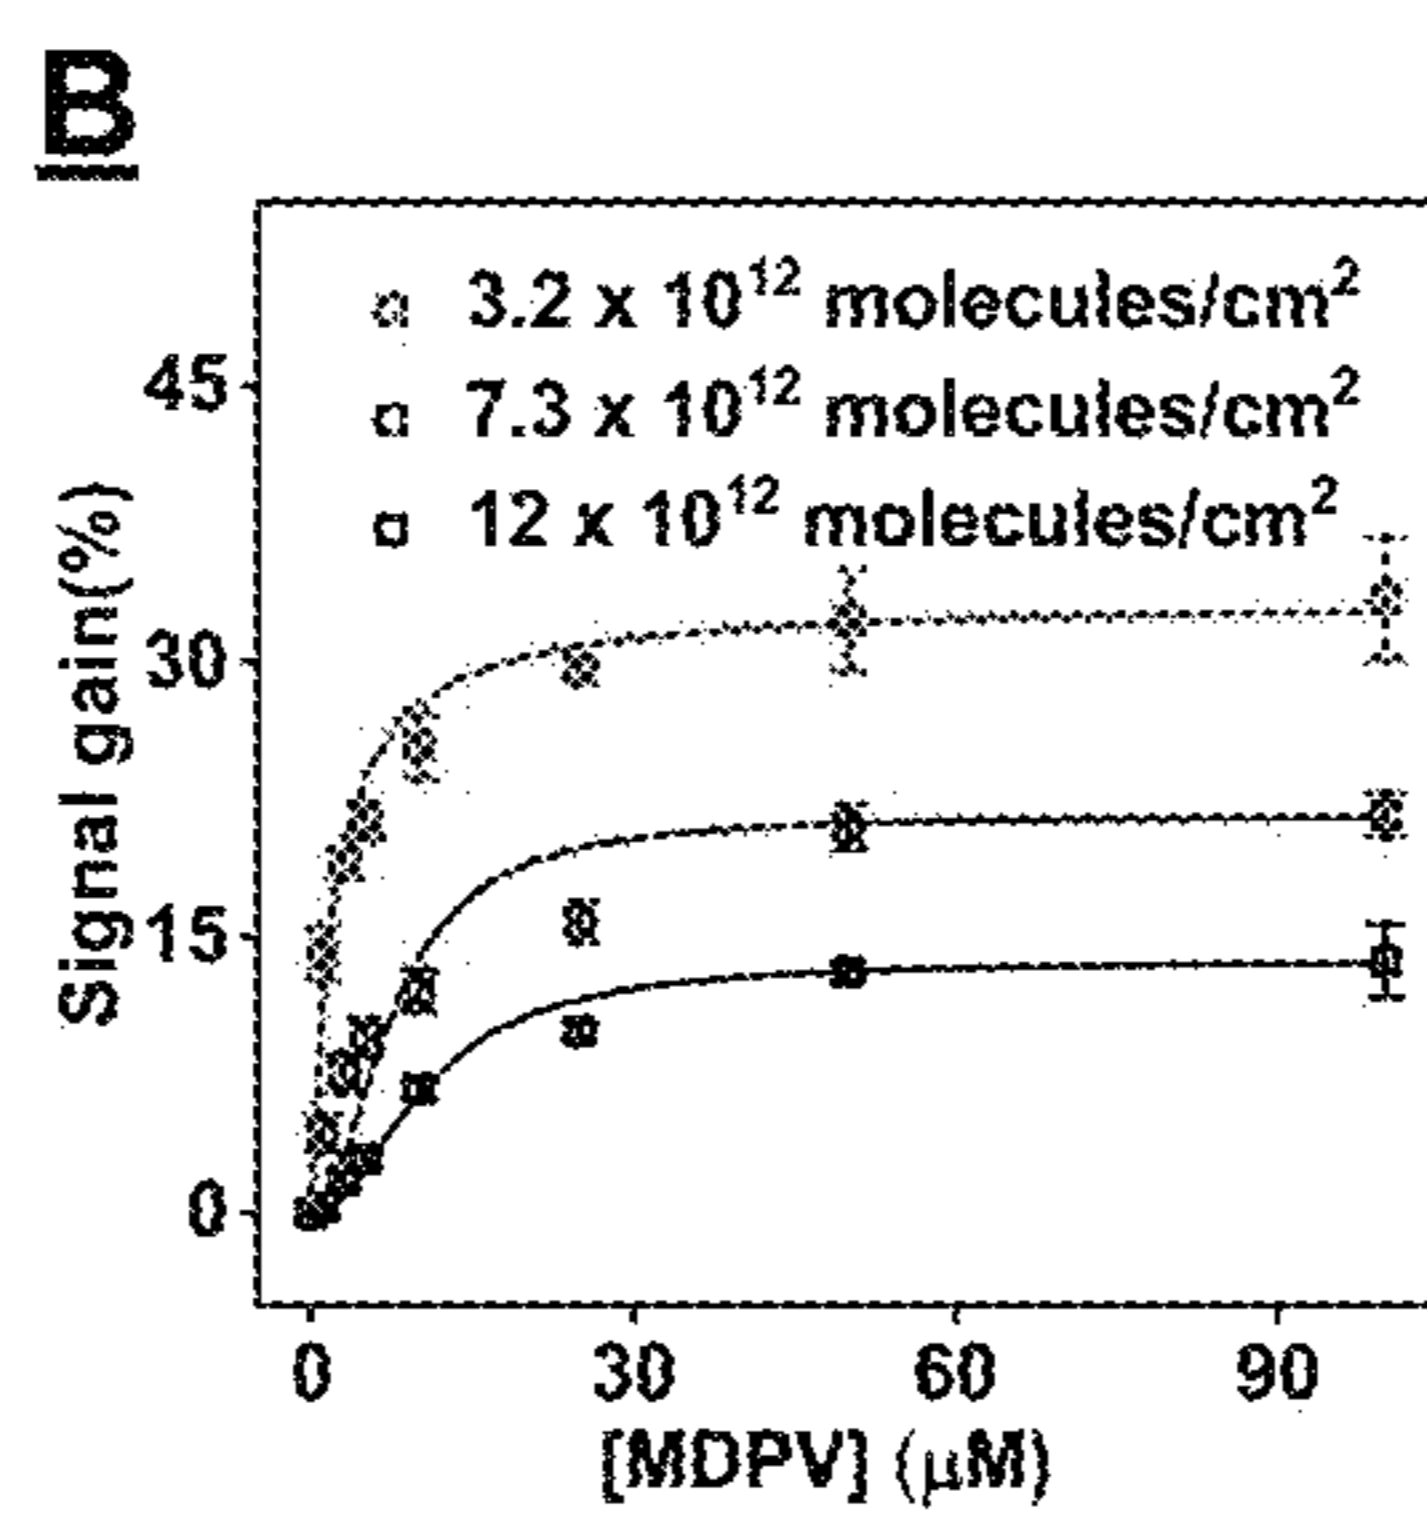 B
3.2 x 10¹² molecules/cm²
7.3 x 10¹² molecules/cm²
12 x 10¹² molecules/cm²
45
30
15
0
Signal gain(%)
0 30 60 90
[MDPV] (μM)